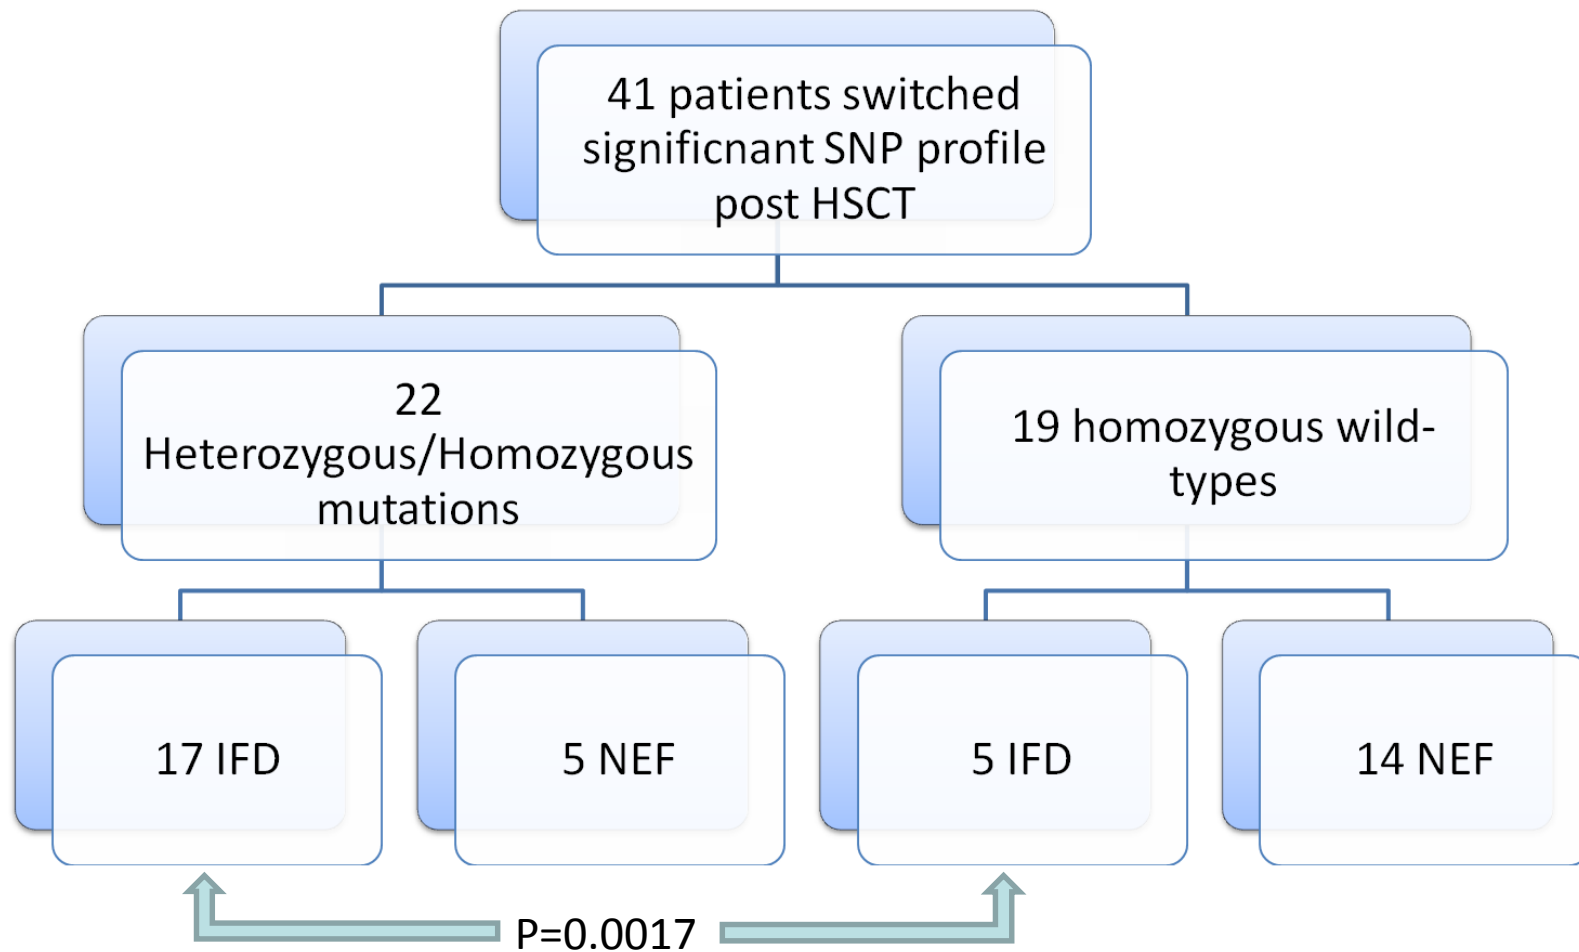 41 patients switched
significnant SNP profile
post HSCT
22
Heterozygous/Homozygous
mutations
19 homozygous wild-
types
17 IFD
5 NEF
5 IFD
14 NEF
P=0.0017